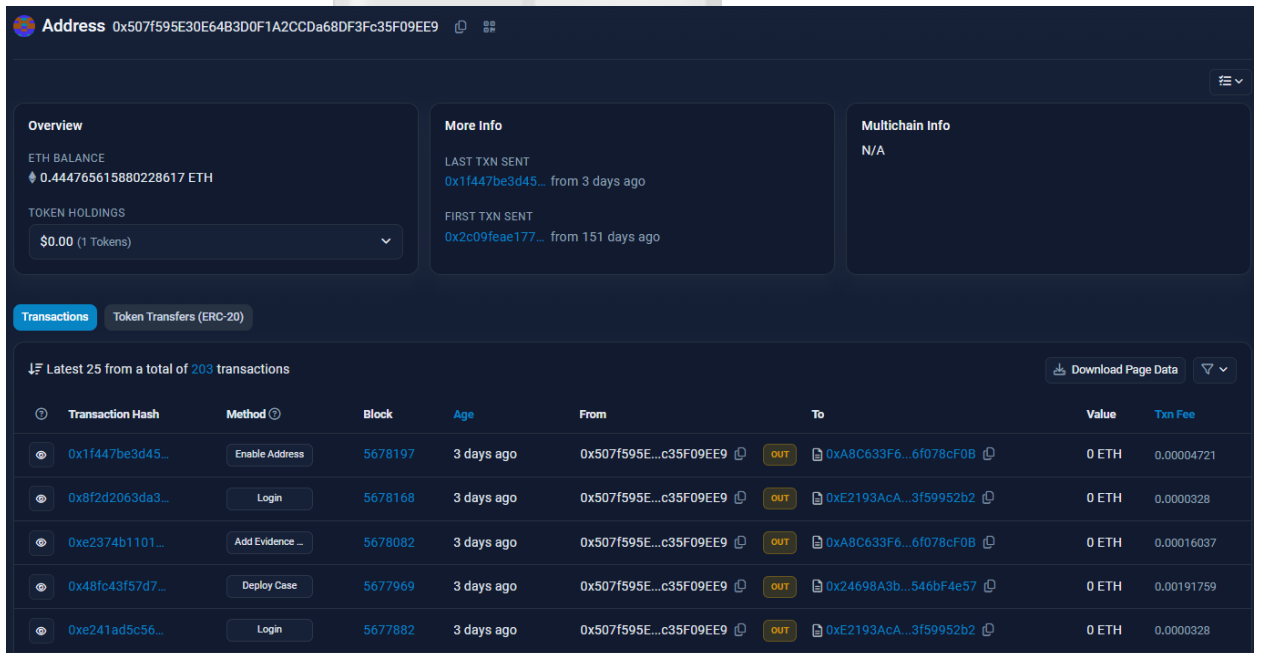 Address 0x507f595E30E64B3D0F1A2CCDa68DF3Fc35F09EE9
Overview
ETH BALANCE
0.444765615880228617 ETH
TOKEN HOLDINGS
$0.00 (1 Tokens)
More Info
LAST TXN SENT
0x1f447be3d45... from 3 days ago
FIRST TXN SENT
0x2c09feae177... from 151 days ago
Multichain Info
N/A
Transactions Token Transfers (ERC-20)
Latest 25 from a total of 203 transactions Download Page Data
Transaction Hash Method Block Age From To Value Txn Fee
0x1f447be3d45... Enable Address 5678197 3 days ago 0x507f595E...c35F09EE9 OUT 0xA8C633F6...6f078cF0B 0 ETH 0.00004721
0x8f2d2063da3... Login 5678168 3 days ago 0x507f595E...c35F09EE9 OUT 0xE2193AcA...3f59952b2 0 ETH 0.0000328
0xe2374b1101... Add Evidence ... 5678082 3 days ago 0x507f595E...c35F09EE9 OUT 0xA8C633F6...6f078cF0B 0 ETH 0.00016037
0x48fc43f57d7... Deploy Case 5677969 3 days ago 0x507f595E...c35F09EE9 OUT 0x24698A3b...546bF4e57 0 ETH 0.00191759
0xe241ad5c56... Login 5677882 3 days ago 0x507f595E...c35F09EE9 OUT 0xE2193AcA...3f59952b2 0 ETH 0.0000328